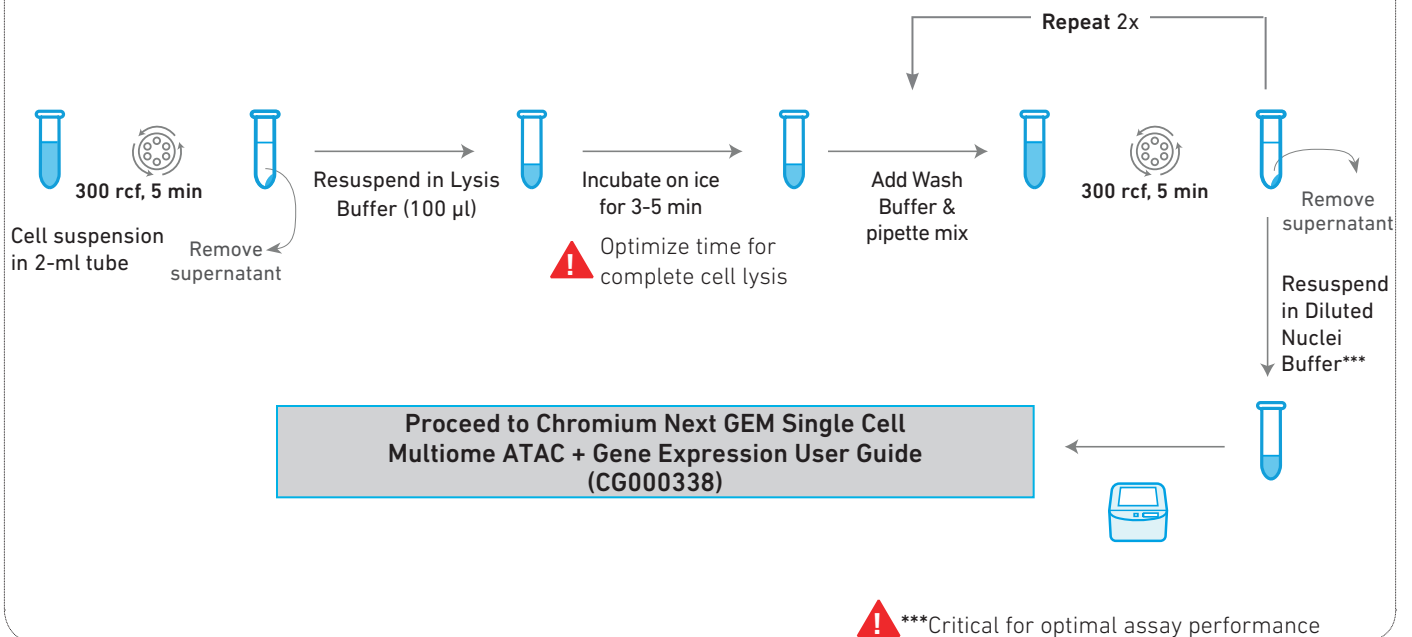 Repeat 2x
300 rcf, 5 min
Cell suspension
in 2-ml tube
Remove
supernatant
Resuspend in Lysis
Buffer (100 µl)
Incubate on ice
for 3-5 min
! Optimize time for
complete cell lysis
Add Wash
Buffer &
pipette mix
300 rcf, 5 min
Remove
supernatant
Resuspend
in Diluted
Nuclei
Buffer***
Proceed to Chromium Next GEM Single Cell
Multiome ATAC + Gene Expression User Guide
(CG000338)
! ***Critical for optimal assay performance